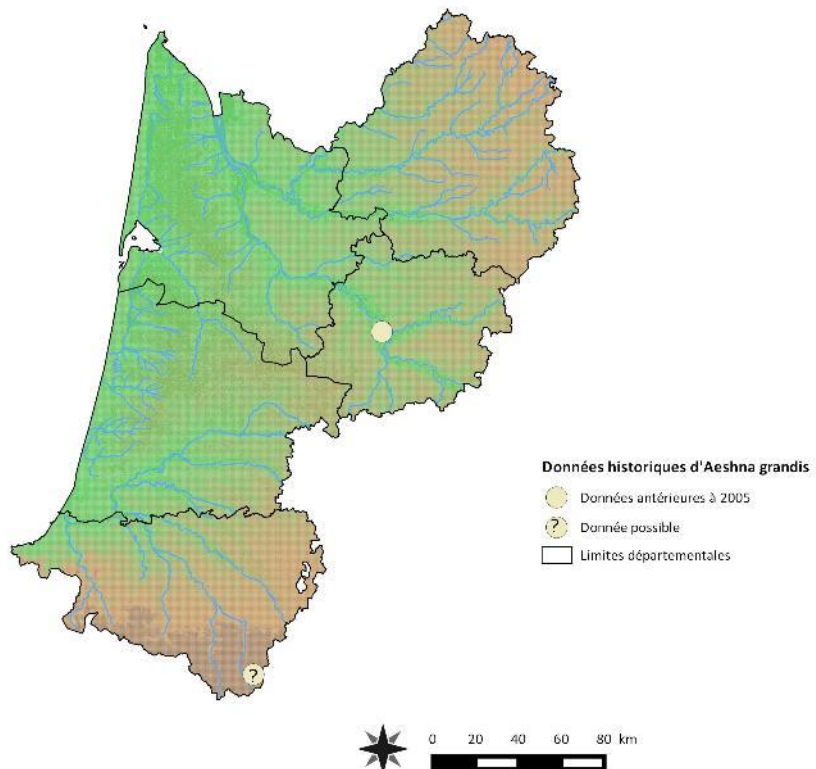 ?
Données historiques d'Aeshna grandis
Données antérieures à 2005
? Donnée possible
Limites départementales
0 20 40 60 80 km